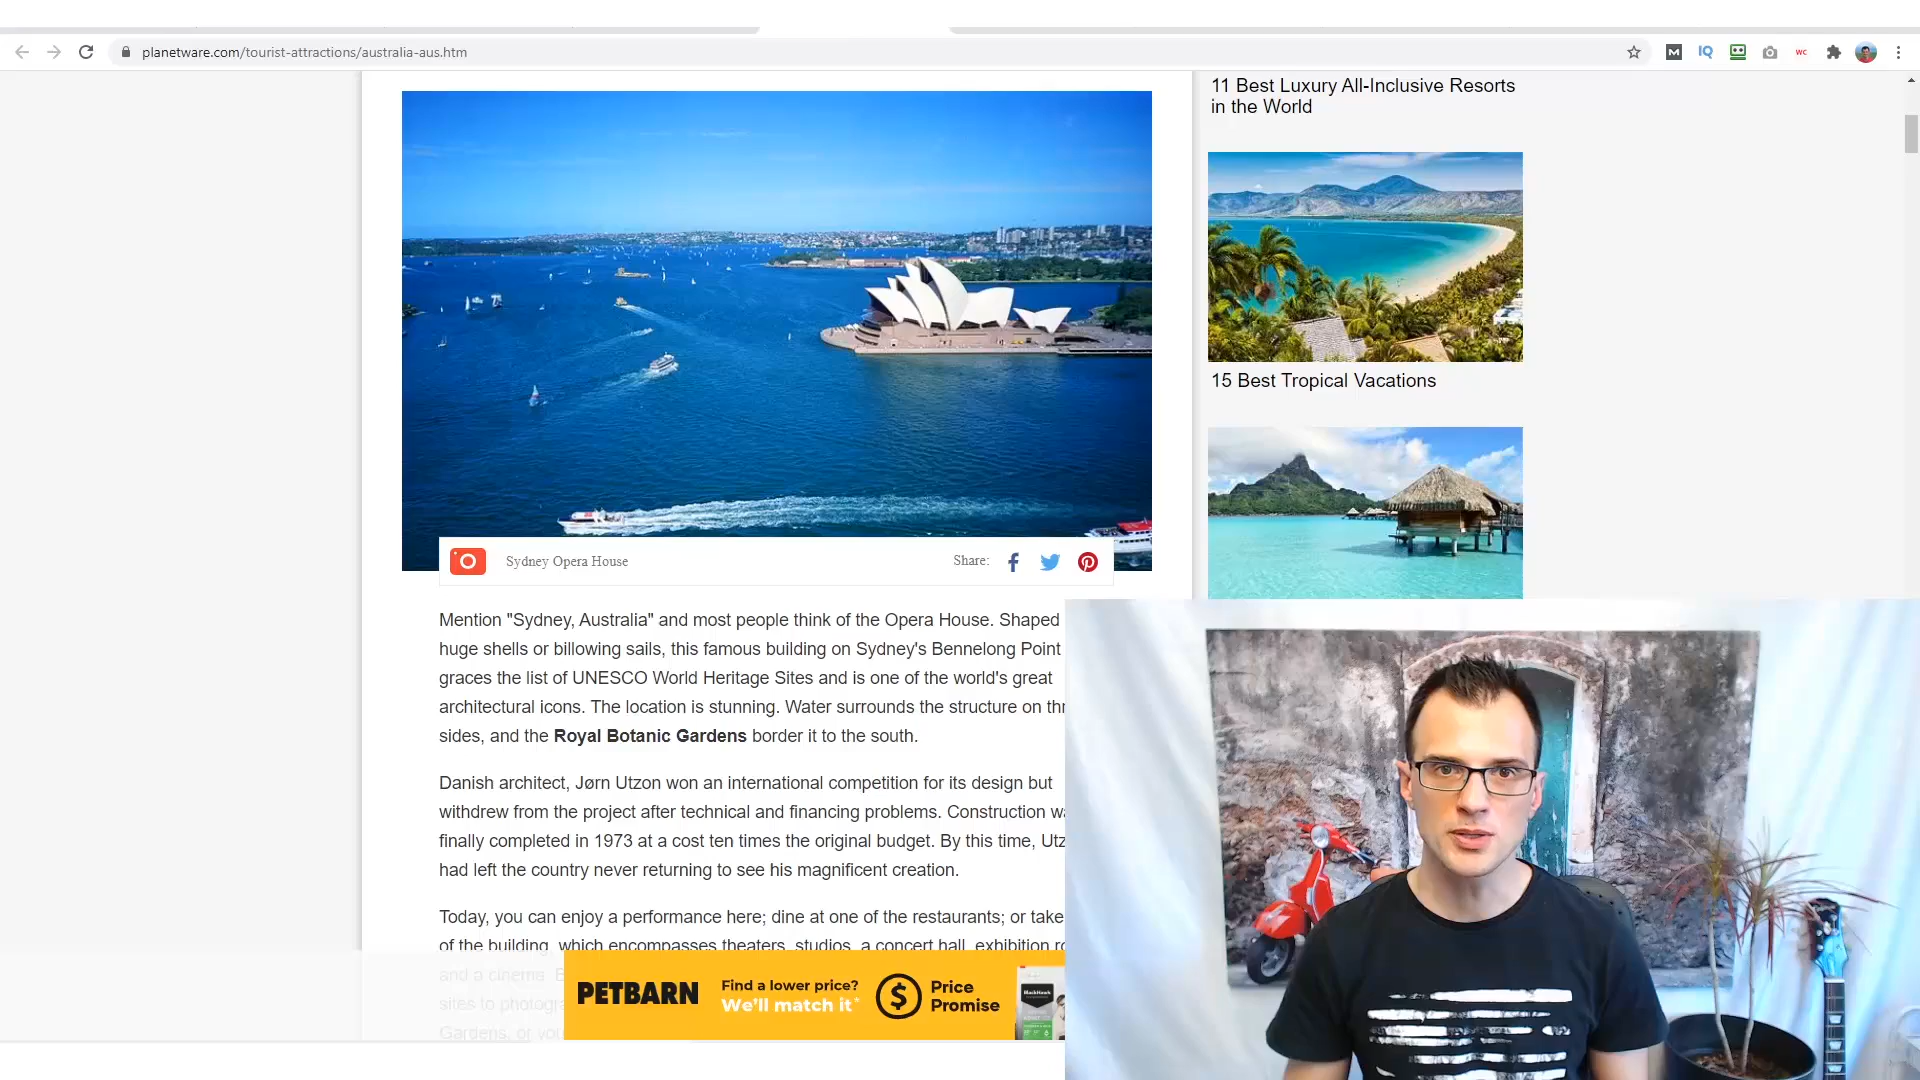 planetware.com/tourist-attractions/australia-aus.htm
M
IQ
WC
11 Best Luxury All-Inclusive Resorts
in the World
15 Best Tropical Vacations
Sydney Opera House
Share:
Mention "Sydney, Australia" and most people think of the Opera House. Shaped
huge shells or billowing sails, this famous building on Sydney's Bennelong Point
graces the list of UNESCO World Heritage Sites and is one of the world's great
architectural icons. The location is stunning. Water surrounds the structure on
sides, and the Royal Botanic Gardens border it to the south.
Danish architect, Jørn Utzon won an international competition for its design but
withdrew from the project after technical and financing problems. Construction
finally completed in 1973 at a cost ten times the original budget. By this time,
had left the country never returning to see his magnificent creation.
Today, you can enjoy a performance here; dine at one of the restaurants; or take
of the building, which encompasses theaters, studios, a concert hall, exhibition
and a cinema.
sites to
Gardens, or
PETBARN
Find a lower price?
We'll match it*
$
Price
Promise